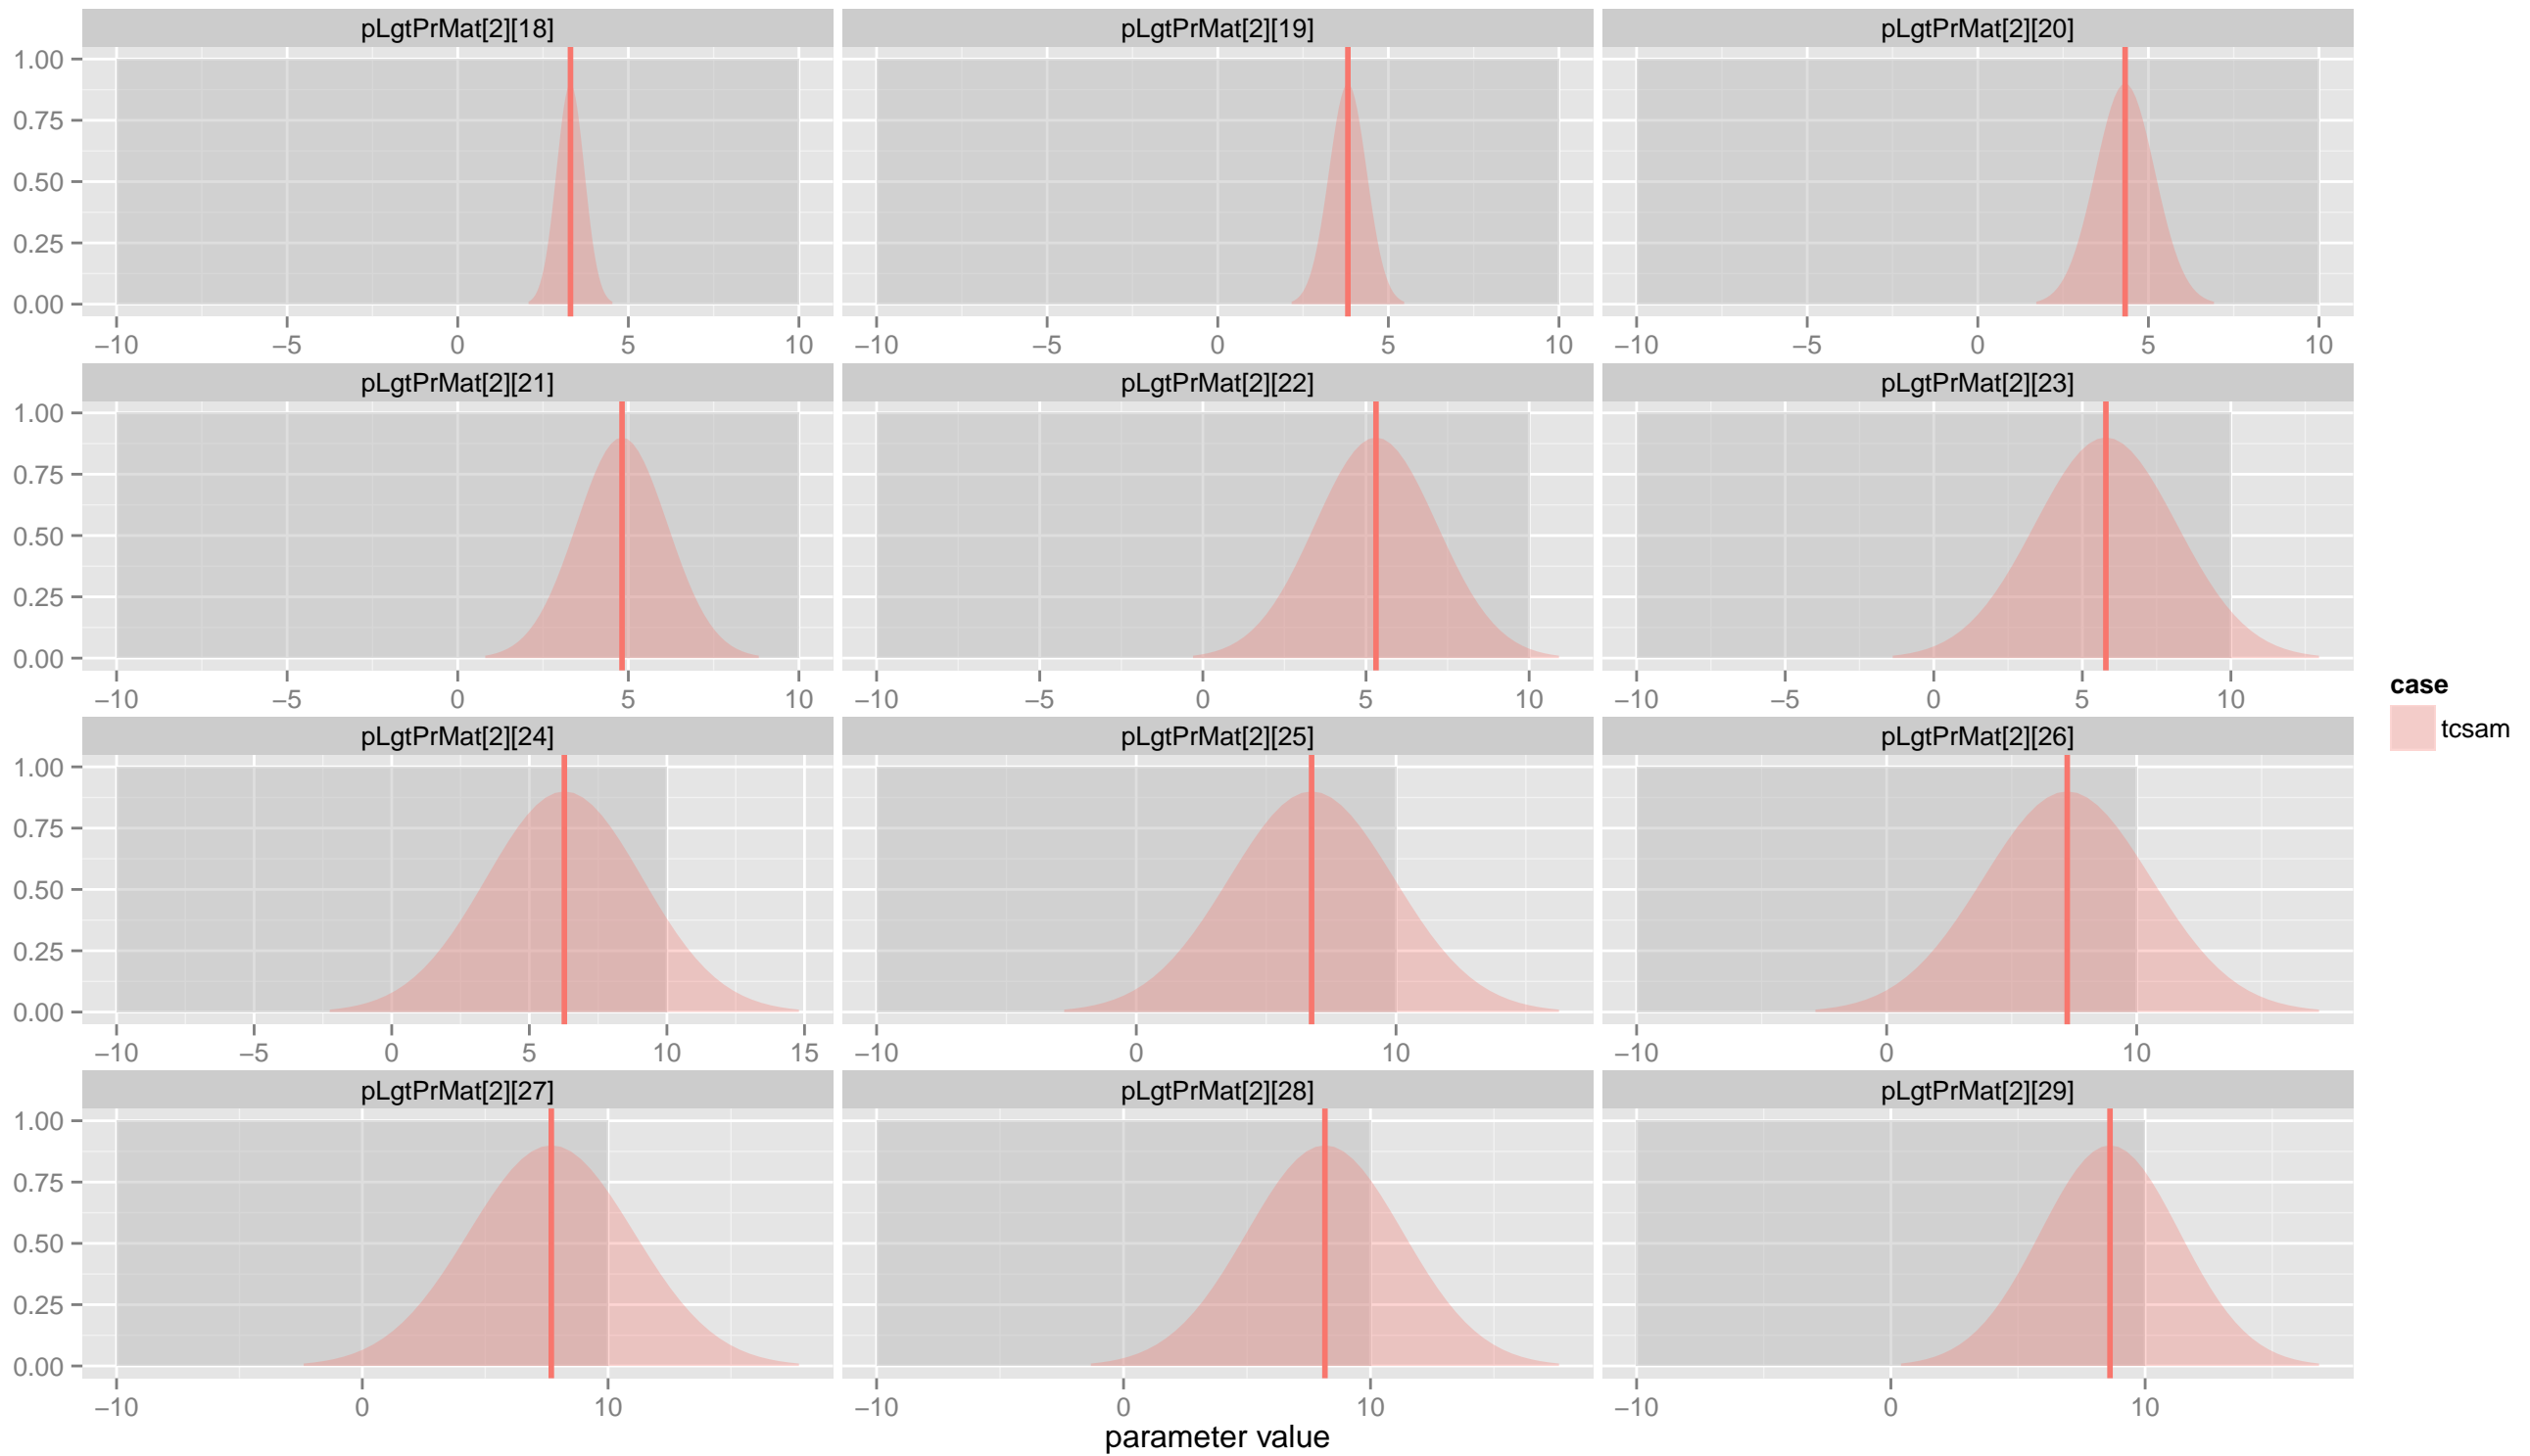 pLgtPrMat[2][18] pLgtPrMat[2][19] pLgtPrMat[2][20]
1.00
0.75
0.50
0.25
0.00
−10 −5 0 5 10 −10 −5 0 5 10 −10 −5 0 5 10
pLgtPrMat[2][21] pLgtPrMat[2][22] pLgtPrMat[2][23]
1.00
0.75
0.50
0.25
0.00
−10 −5 0 5 10 −10 −5 0 5 10 −10 −5 0 5 10
case
tcsam
pLgtPrMat[2][24] pLgtPrMat[2][25] pLgtPrMat[2][26]
1.00
0.75
0.50
0.25
0.00
−10 −5 0 5 10 15 −10 0 10 −10 0 10
pLgtPrMat[2][27] pLgtPrMat[2][28] pLgtPrMat[2][29]
1.00
0.75
0.50
0.25
0.00
−10 0 10 −10 0 10 −10 0 10
parameter value